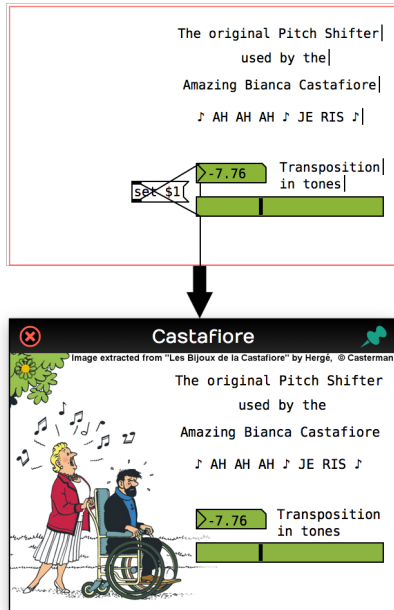 The original Pitch Shifter
used by the
Amazing Bianca Castafiore
♪ AH AH AH ♪ JE RIS ♪
-7.76
Transposition
in tones
set $1
Castafiore
Image extracted from "Les Bijoux de la Castafiore" by Hergé, © Casterman
The original Pitch Shifter
used by the
Amazing Bianca Castafiore
♪ AH AH AH ♪ JE RIS ♪
-7.76
Transposition
in tones